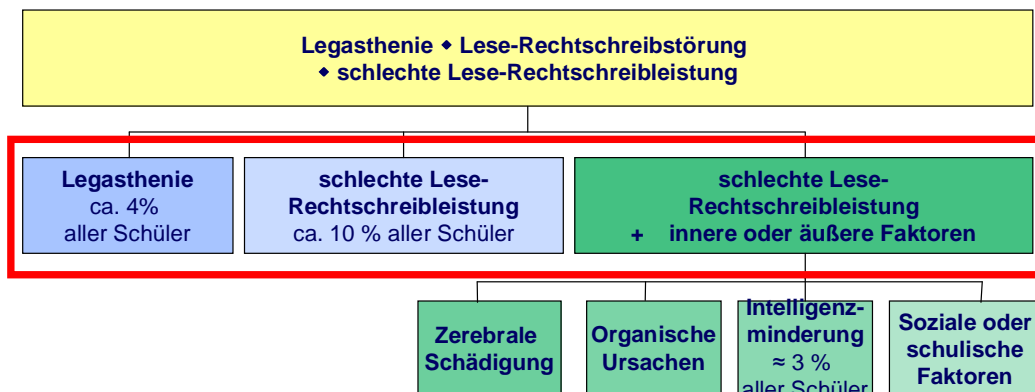 Legasthenie ◆ Lese-Rechtschreibstörung
◆ schlechte Lese-Rechtschreibleistung
Legasthenie
ca. 4%
aller Schüler
schlechte Lese-
Rechtschreibleistung
ca. 10 % aller Schüler
schlechte Lese-
Rechtschreibleistung
+ innere oder äußere Faktoren
Zerebrale
Schädigung
Organische
Ursachen
Intelligenz-
minderung
≈ 3 %
aller Schüler
Soziale oder
schulische
Faktoren